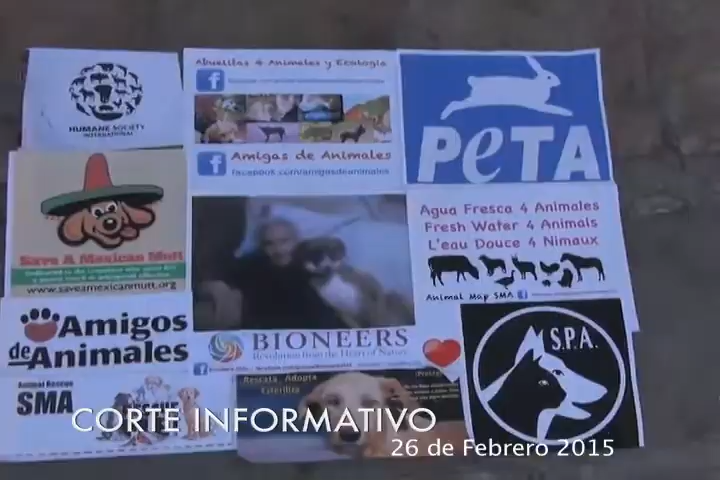 HUMANE SOCIETY
INTERNATIONAL
Abuelitas 4 Animales y Ecología
Amigas de Animales
facebook.com/amigosdeanimales
PeTA
Save A Mexican Mutt
www.saveamexicanmutt.org
Agua Fresca 4 Animales
Fresh Water 4 Animals
L'eau Douce 4 Nimaux
Animal Map SMA
Amigos
de Animales
BIONEERS
Revolution from the Heart of Nature
S.P.A.
Animal Rescue
SMA
Rescata, Adopta
Esteriliza
CORTE INFORMATIVO
26 de Febrero 2015